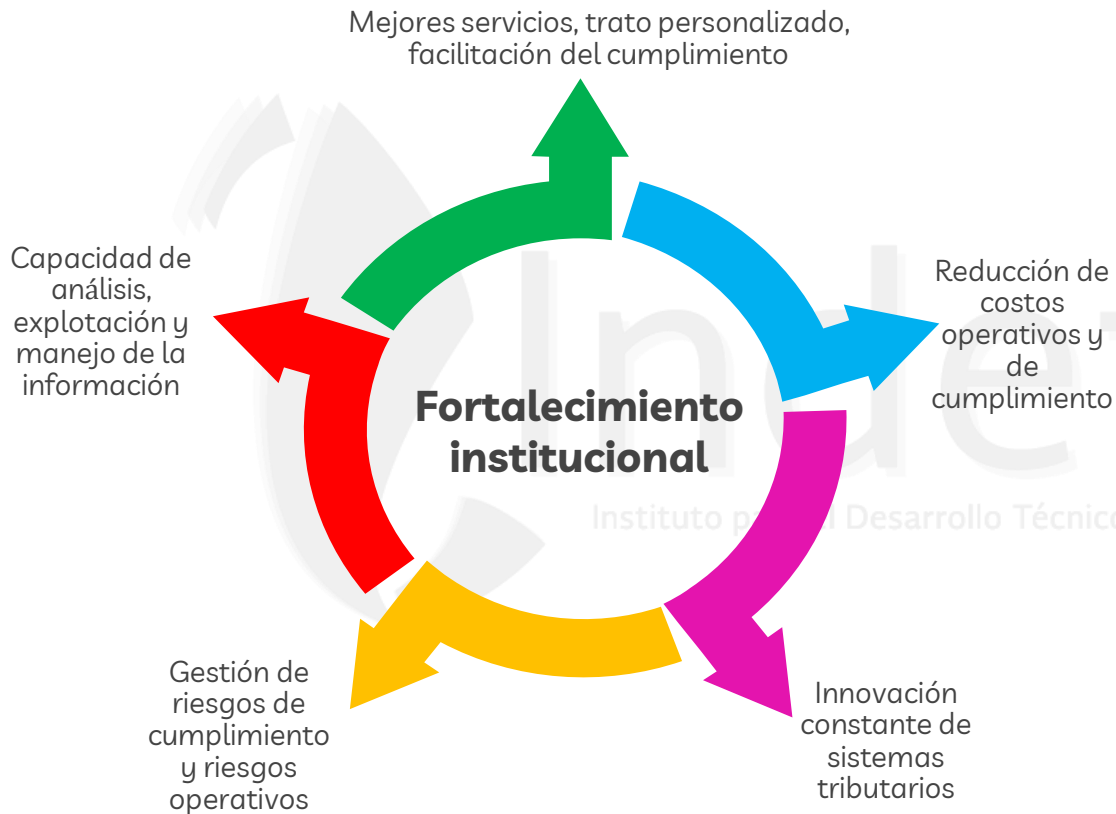 Mejores servicios, trato personalizado,
facilitación del cumplimiento
Capacidad de
análisis,
explotación y
manejo de la
información
Reducción de
costos
operativos y
de
cumplimiento
Fortalecimiento
institucional
Indet
Instituto p Desarrollo Técnico
Gestión de
riesgos de
cumplimiento
y riesgos
operativos
Innovación
constante de
sistemas
tributarios